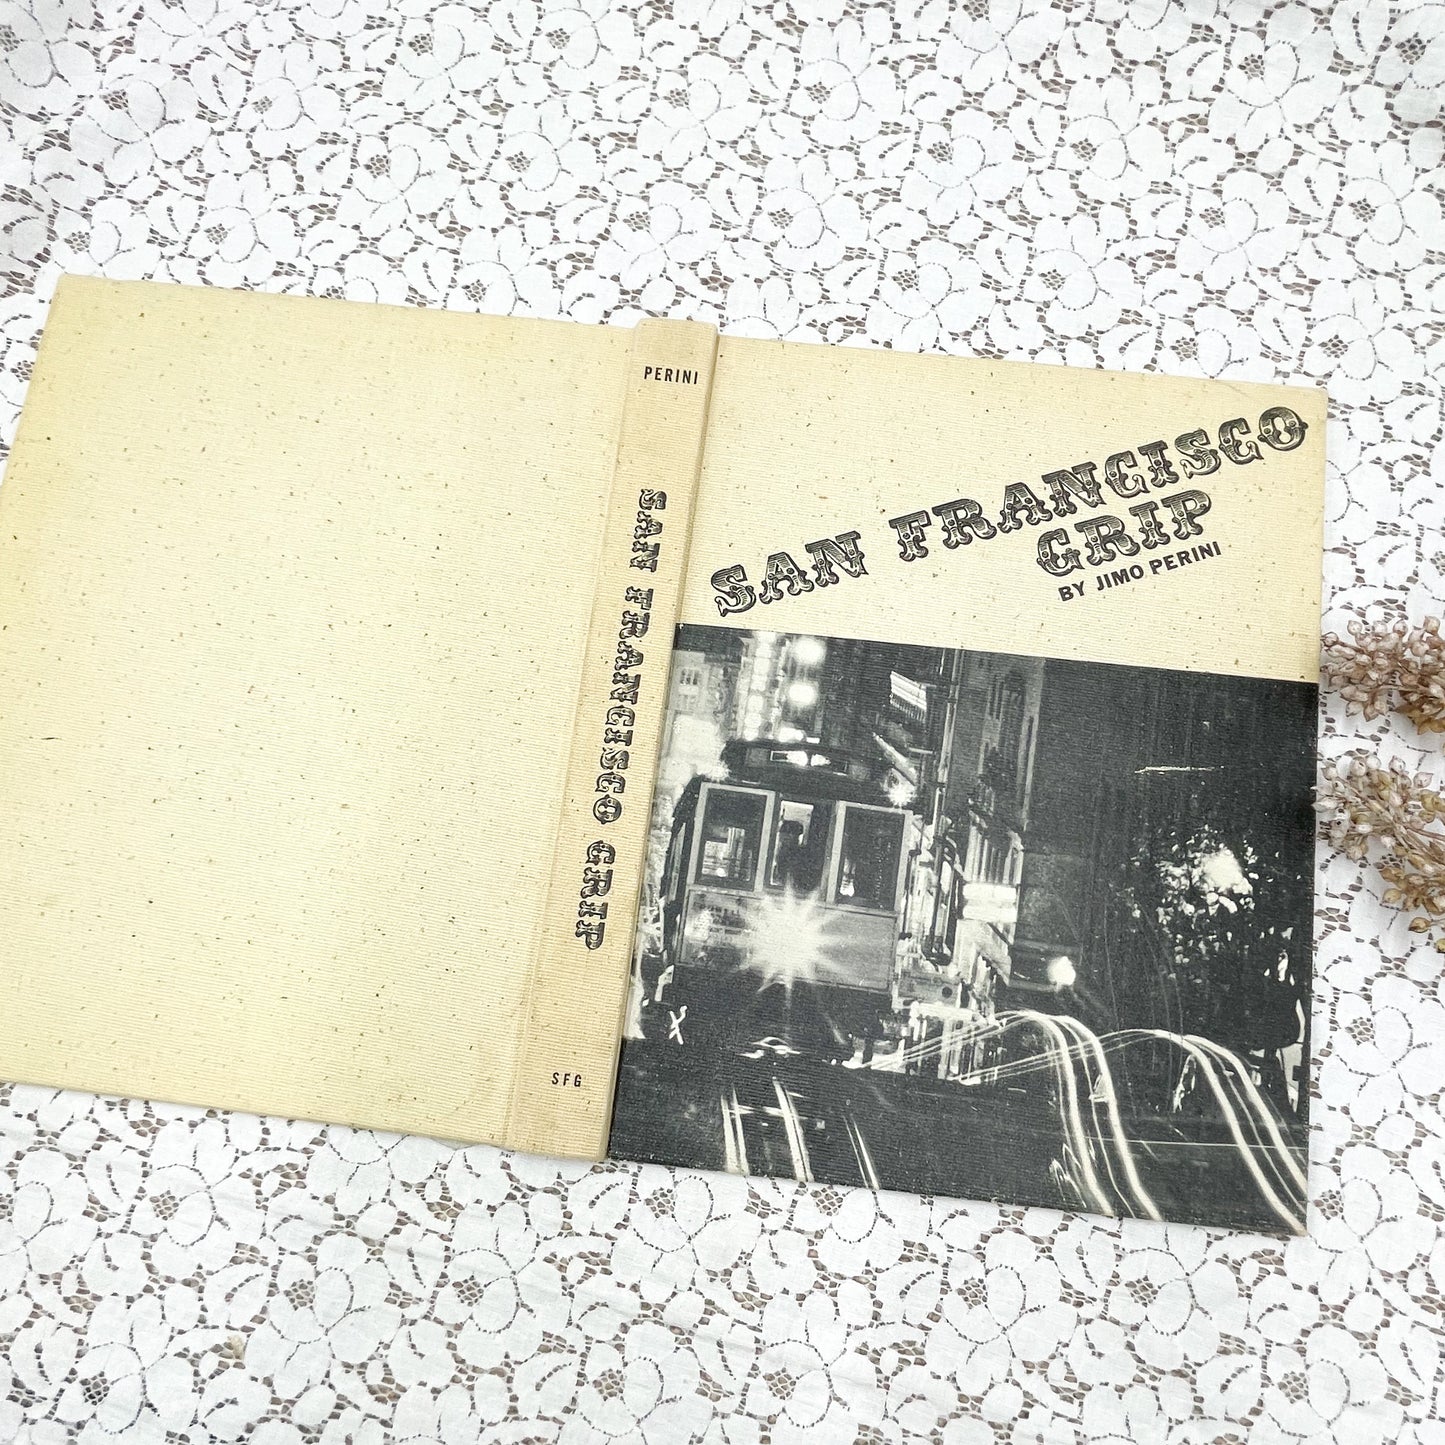 PERINI
SAN FRANCISCO GRIP
SFG
SAN FRANCISCO
GRIP
BY JIMO PERINI